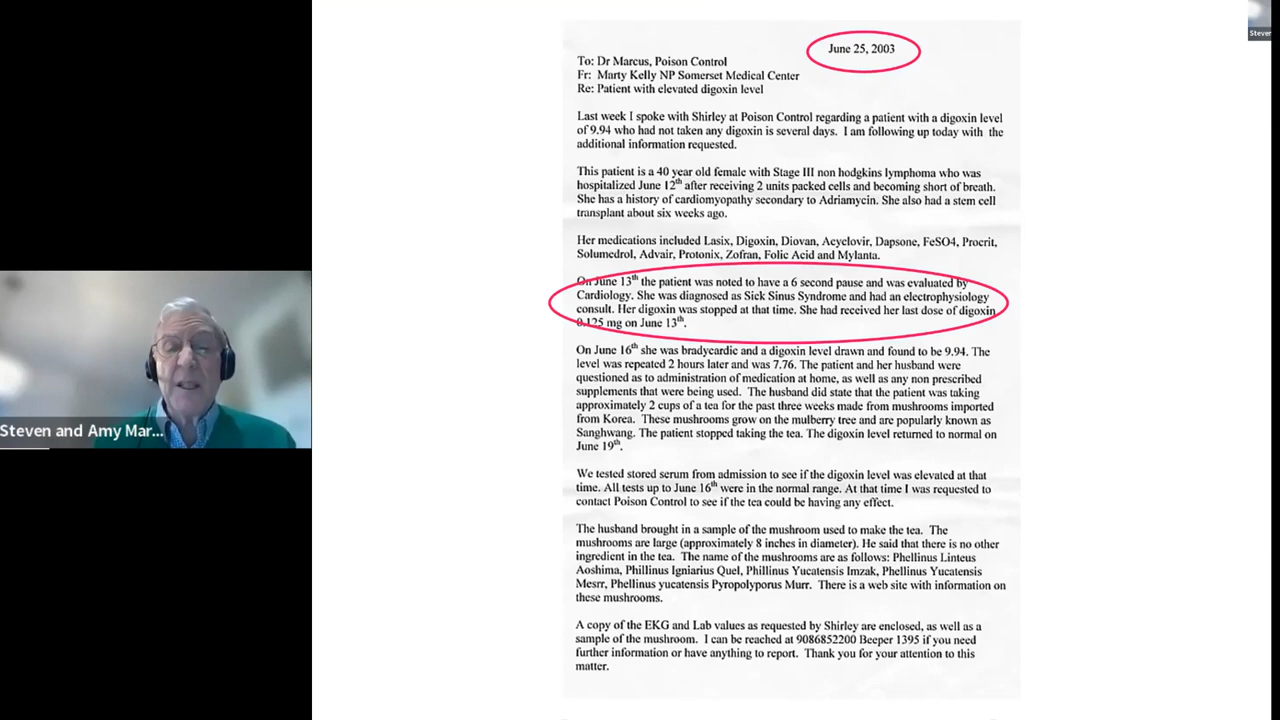 June 25, 2003
To: Dr Marcus, Poison Control
Fr: Marty Kelly NP Somerset Medical Center
Re: Patient with elevated digoxin level
Last week I spoke with Shirley at Poison Control regarding a patient with a digoxin level
of 9.94 who had not taken any digoxin is several days. I am following up today with the
additional information requested.
This patient is a 40 year old female with Stage III non hodgkins lymphoma who was
hospitalized June 12th after receiving 2 units packed cells and becoming short of breath.
She has a history of cardiomyopathy secondary to Adriamycin. She also had a stem cell
transplant about six weeks ago.
Her medications included Lasix, Digoxin, Diovan, Acyclovir, Dapsone, FeSO4, Procrit,
Solumedrol, Advair, Protonix, Zofran, Folic Acid and Mylanta.
On June 13th the patient was noted to have a 6 second pause and was evaluated by
Cardiology. She was diagnosed as Sick Sinus Syndrome and had an electrophysiology
consult. Her digoxin was stopped at that time. She had received her last dose of digoxin
0.125 mg on June 13th.
On June 16th she was bradycardic and a digoxin level drawn and found to be 9.94. The
level was repeated 2 hours later and was 7.76. The patient and her husband were
questioned as to administration of medication at home, as well as any non prescribed
supplements that were being used. The husband did state that the patient was taking
approximately 2 cups of a tea for the past three weeks made from mushrooms imported
from Korea. These mushrooms grow on the mulberry tree and are popularly known as
Sanghwang. The patient stopped taking the tea. The digoxin level returned to normal on
June 19th.
We tested stored serum from admission to see if the digoxin level was elevated at that
time. All tests up to June 16th were in the normal range. At that time I was requested to
contact Poison Control to see if the tea could be having any effect.
The husband brought in a sample of the mushroom used to make the tea. The
mushrooms are large (approximately 8 inches in diameter). He said that there is no other
ingredient in the tea. The name of the mushrooms are as follows: Phellinus Linteus
Aoshima, Phillinus Igniarius Quel, Phillinus Yucatensis Imzak, Phellinus Yucatensis
Mesrr, Phellinus yucatensis Pyropolyporus Murr. There is a web site with information on
these mushrooms.
A copy of the EKG and Lab values as requested by Shirley are enclosed, as well as a
sample of the mushroom. I can be reached at 9086852200 Beeper 1395 if you need
further information or have anything to report. Thank you for your attention to this
matter.
Steven and Amy Mar...
Steven